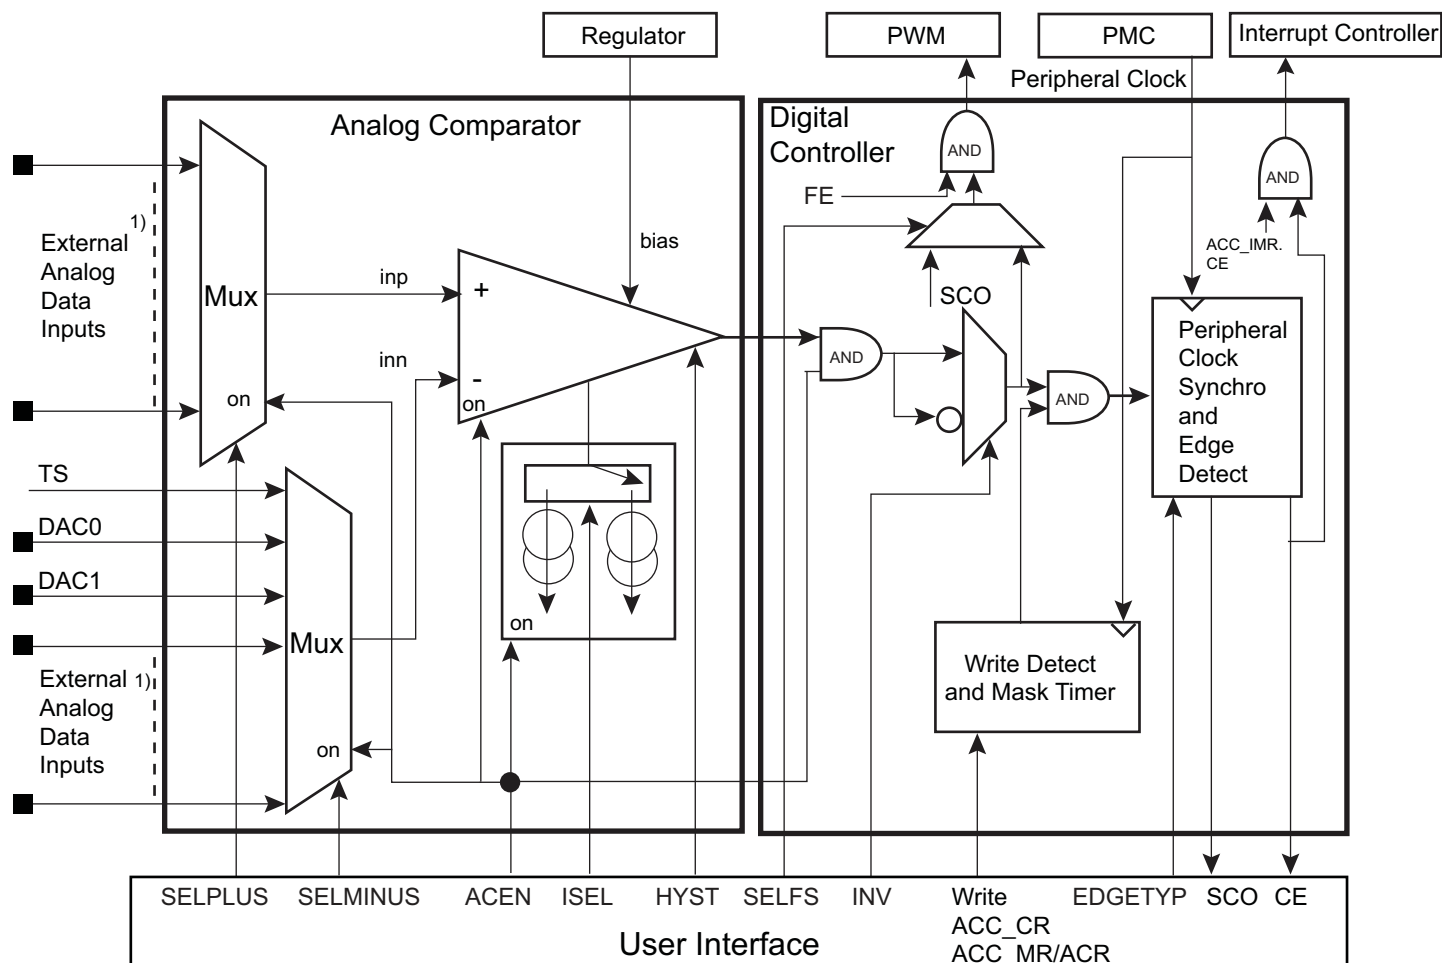 Regulator
PWM
PMC
Interrupt Controller
Peripheral Clock
Analog Comparator
Digital
Controller
AND
AND
FE
External 1)
Analog
Data
Inputs
Mux
on
inp
inn
+
-
on
bias
ACC_IMR.
CE
SCO
AND
AND
Peripheral
Clock
Synchro
and
Edge
Detect
TS
DAC0
DAC1
External 1)
Analog
Data
Inputs
Mux
on
on
Write Detect
and Mask Timer
SELPLUS SELMINUS ACEN ISEL HYST SELFS INV Write EDGETYP SCO CE
ACC_CR
ACC_MR/ACR
User Interface